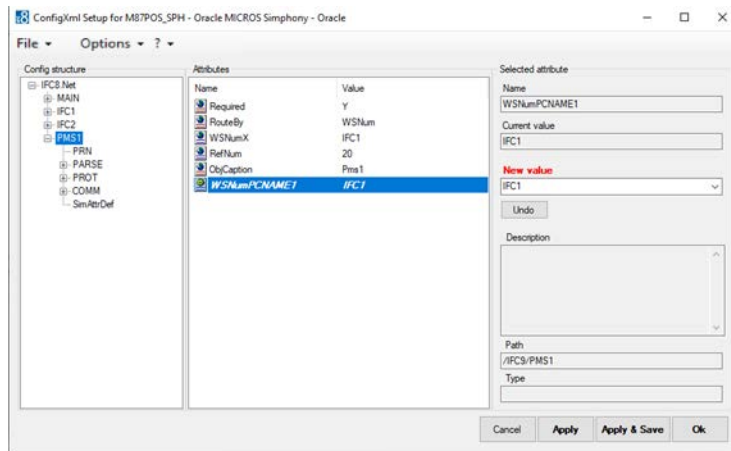 ConfigXml Setup for M87POS_SPH - Oracle MICROS Simphony - Oracle
File Options ?
Config structure
IFC8.Net
MAIN
IFC1
IFC2
PMS1
PRN
PARSE
PROT
COMM
SimAttrDef
Attributes
Name Value
Required Y
RouteBy WSNum
WSNumX IFC1
RefNum 20
ObjCaption Pms1
WSNumPCNAME1 IFC1
Selected attribute
Name
WSNumPCNAME1
Current value
IFC1
New value
IFC1
Undo
Description
Path
/IFC9/PMS1
Type
Cancel Apply Apply & Save Ok